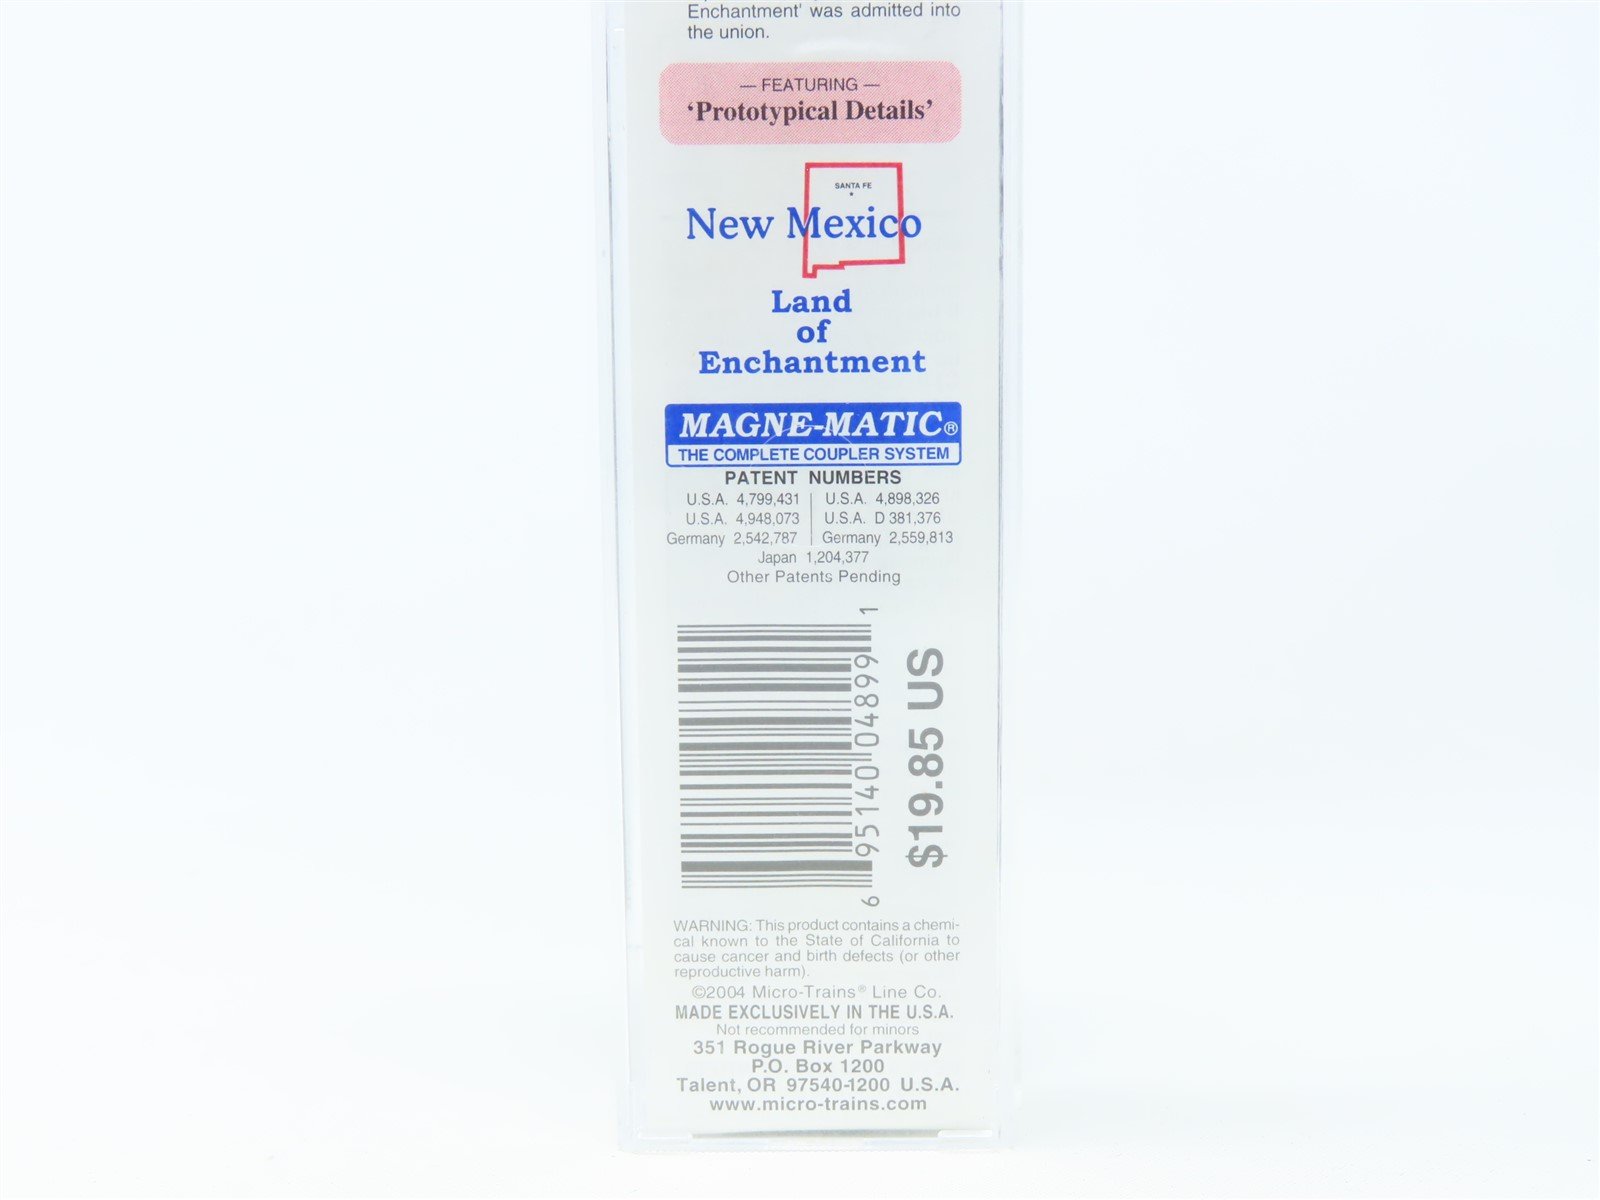 Enchantment' was admitted into
the union.
— FEATURING —
'Prototypical Details'
SANTA FE
New Mexico
Land
of
Enchantment
MAGNE-MATIC®
THE COMPLETE COUPLER SYSTEM
PATENT NUMBERS
U.S.A. 4,799,431 | U.S.A. 4,898,326
U.S.A. 4,948,073 | U.S.A. D 381,376
Germany 2,542,787 | Germany 2,559,813
Japan 1,204,377
Other Patents Pending
6 95140 04899 1
$19.85 US
WARNING: This product contains a chemi-
cal known to the State of California to
cause cancer and birth defects (or other
reproductive harm).
©2004 Micro-Trains® Line Co.
MADE EXCLUSIVELY IN THE U.S.A.
Not recommended for minors
351 Rogue River Parkway
P.O. Box 1200
Talent, OR 97540-1200 U.S.A.
www.micro-trains.com